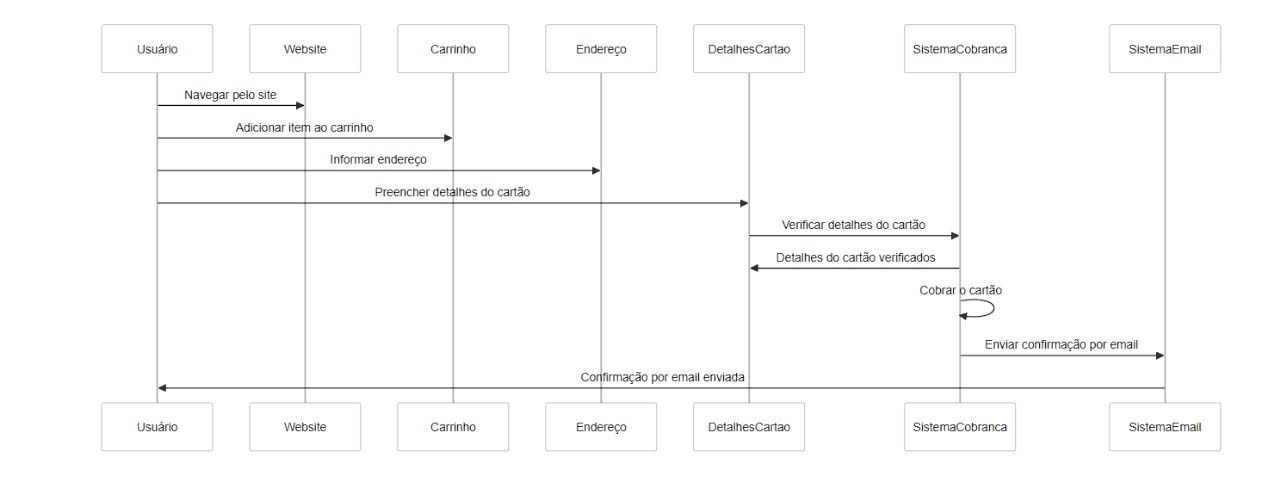 Usuário
Website
Carrinho
Endereço
DetalhesCartao
SistemaCobranca
SistemaEmail
Navegar pelo site
Adicionar item ao carrinho
Informar endereço
Preencher detalhes do cartão
Verificar detalhes do cartão
Detalhes do cartão verificados
Cobrar o cartão
Enviar confirmação por email
Confirmação por email enviada
Usuário
Website
Carrinho
Endereço
DetalhesCartao
SistemaCobranca
SistemaEmail